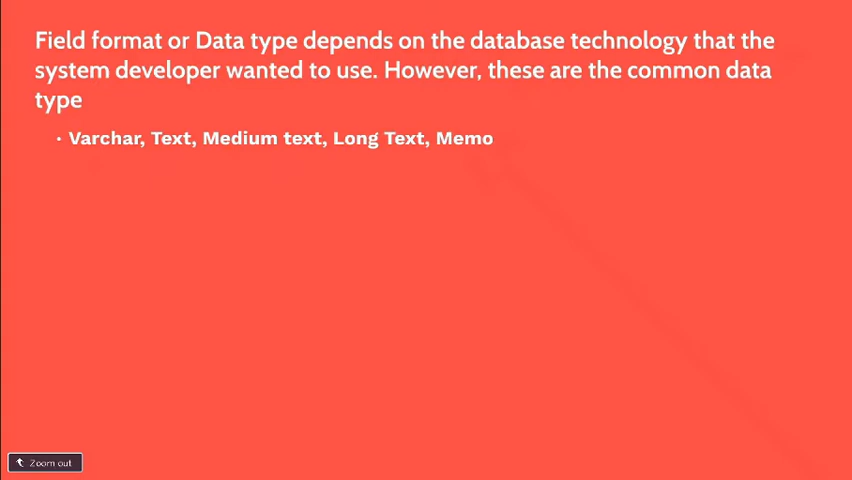 Field format or Data type depends on the database technology that the
system developer wanted to use. However, these are the common data
type
• Varchar, Text, Medium text, Long Text, Memo
Zoom out